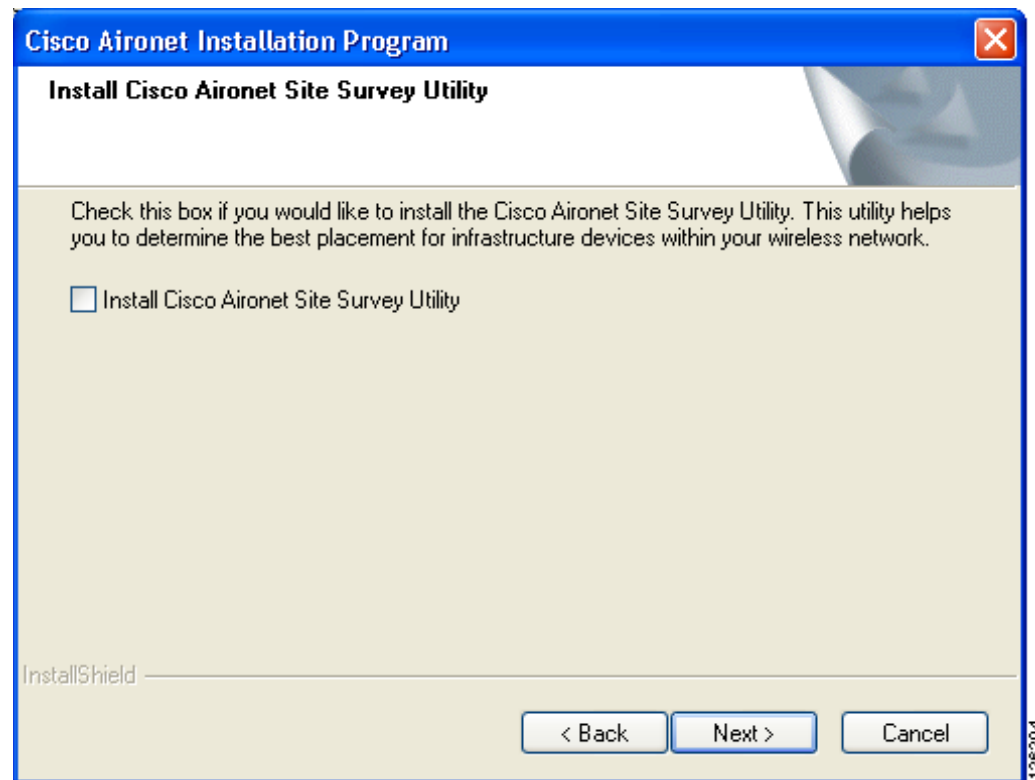 Cisco Aironet Installation Program
Install Cisco Aironet Site Survey Utility
Check this box if you would like to install the Cisco Aironet Site Survey Utility. This utility helps
you to determine the best placement for infrastructure devices within your wireless network.
Install Cisco Aironet Site Survey Utility
InstallShield
< Back
Next >
Cancel